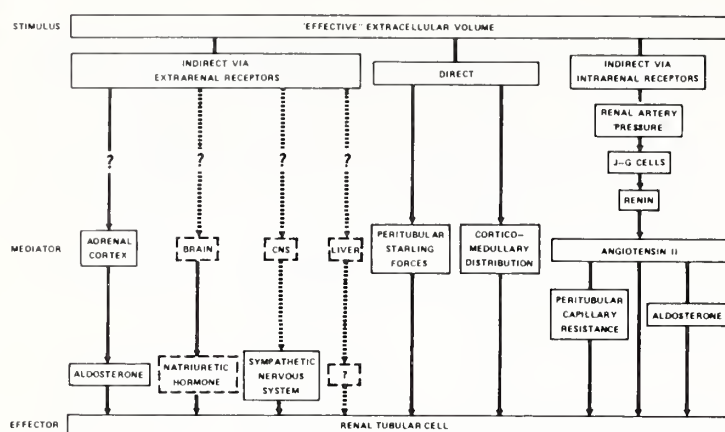 STIMULUS
"EFFECTIVE" EXTRACELLULAR VOLUME
INDIRECT VIA
EXTRARENAL RECEPTORS
DIRECT
INDIRECT VIA
INTRARENAL RECEPTORS
RENAL ARTERY
PRESSURE
J-G CELLS
RENIN
?
?
?
?
MEDIATOR
ADRENAL
CORTEX
BRAIN
CNS
LIVER
PERITUBULAR
STARLING
FORCES
CORTICO-
MEDULLARY
DISTRIBUTION
ANGIOTENSIN II
PERITUBULAR
CAPILLARY
RESISTANCE
ALDOSTERONE
ALDOSTERONE
NATRIURETIC
HORMONE
SYMPATHETIC
NERVOUS
SYSTEM
?
EFFECTOR
RENAL TUBULAR CELL